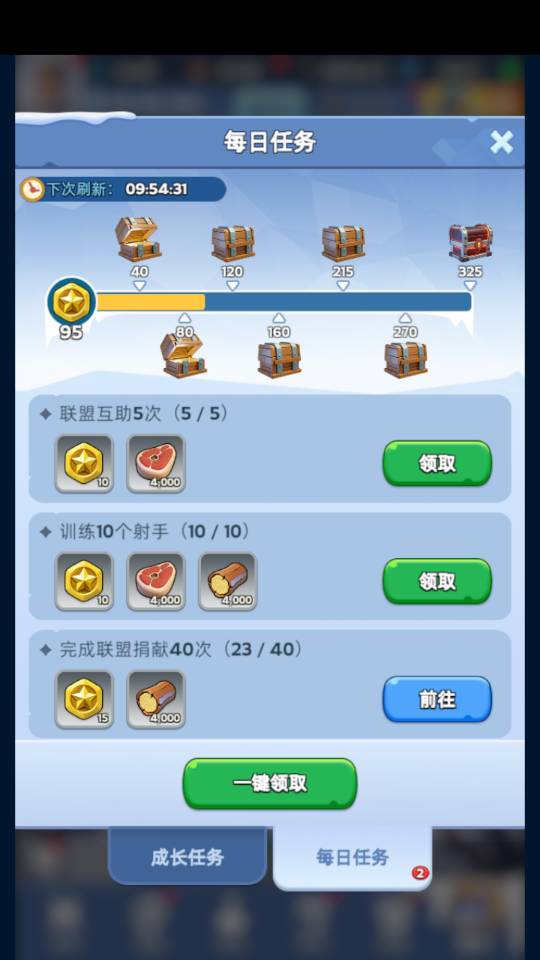 每日任务
下次刷新： 09:54:31
40 120 215 325
95
80 160 270
联盟互助5次（5 / 5）
10 4,000
领取
训练10个射手（10 / 10）
10 4,000 4,000
领取
完成联盟捐献40次（23 / 40）
15 4,000
前往
一键领取
成长任务
每日任务
2